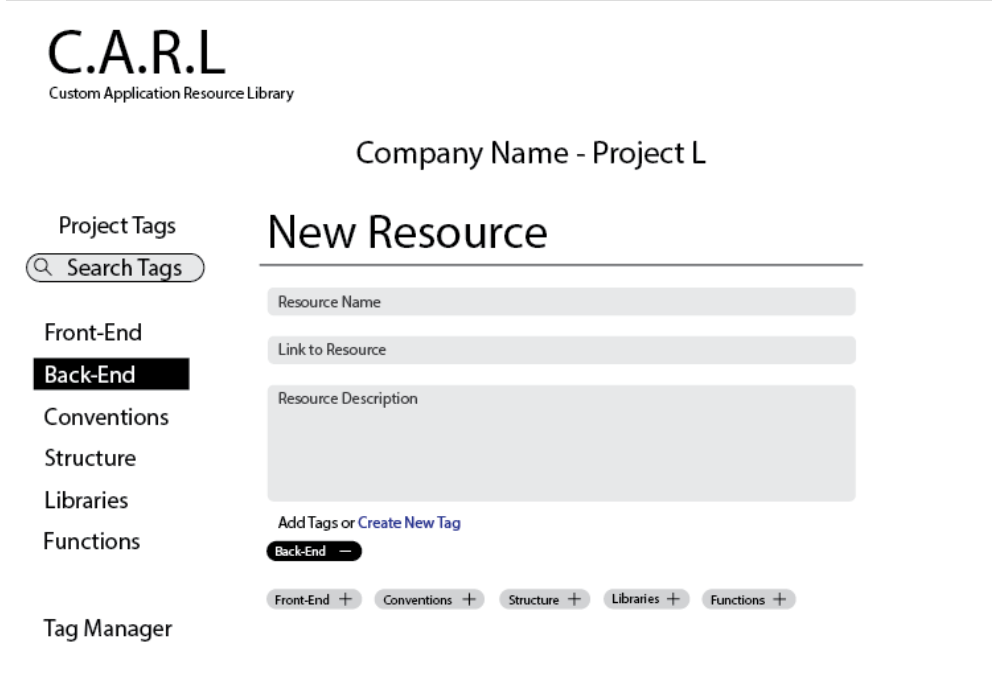 C.A.R.L
Custom Application Resource Library
Company Name - Project L
Project Tags
Search Tags
Front-End
Back-End
Conventions
Structure
Libraries
Functions
Tag Manager
New Resource
Resource Name
Link to Resource
Resource Description
Add Tags or Create New Tag
Back-End —
Front-End + Conventions + Structure + Libraries + Functions +